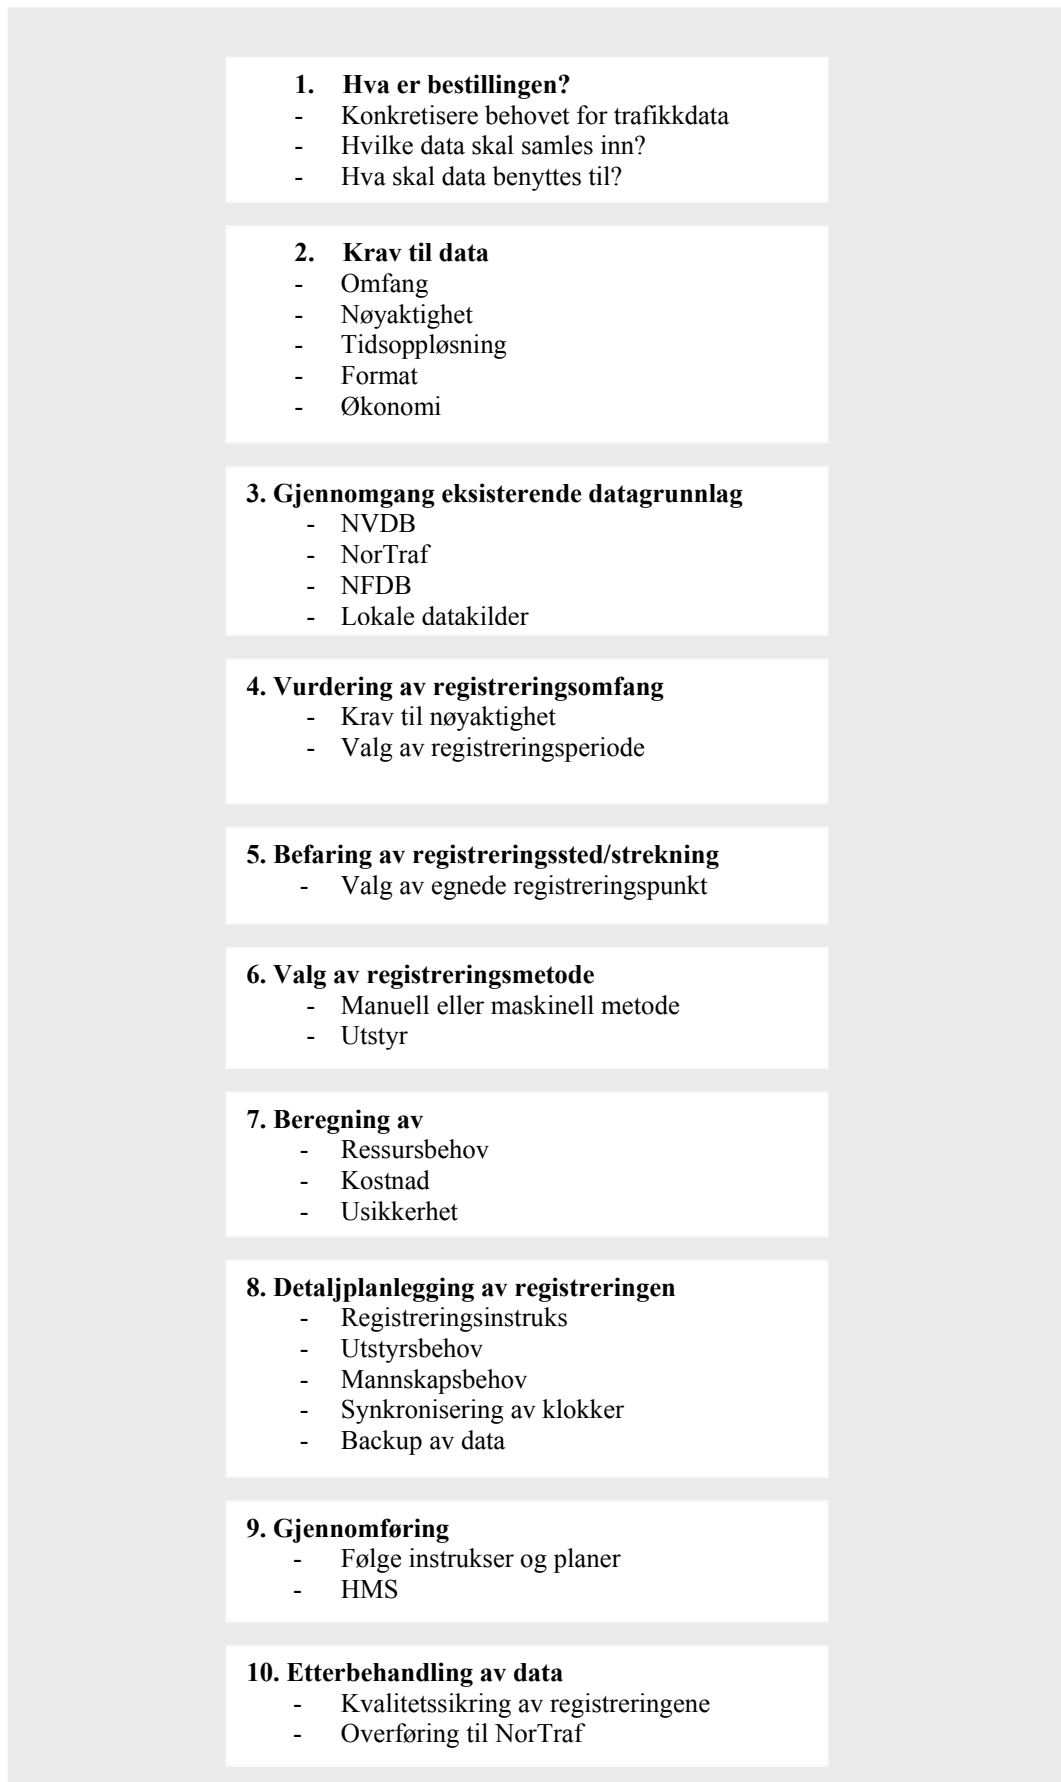 1. Hva er bestillingen?
- Konkretisere behovet for trafikkdata
- Hvilke data skal samles inn?
- Hva skal data benyttes til?
2. Krav til data
- Omfang
- Nøyaktighet
- Tidsoppløsning
- Format
- Økonomi
3. Gjennomgang eksisterende datagrunnlag
- NVDB
- NorTraf
- NFDB
- Lokale datakilder
4. Vurdering av registreringsomfang
- Krav til nøyaktighet
- Valg av registreringsperiode
5. Befaring av registreringssted/strekning
- Valg av egnede registreringspunkt
6. Valg av registreringsmetode
- Manuell eller maskinell metode
- Utstyr
7. Beregning av
- Ressursbehov
- Kostnad
- Usikkerhet
8. Detaljplanlegging av registreringen
- Registreringsinstruks
- Utstyrsbehov
- Mannskapsbehov
- Synkronisering av klokker
- Backup av data
9. Gjennomføring
- Følge instrukser og planer
- HMS
10. Etterbehandling av data
- Kvalitetssikring av registreringene
- Overføring til NorTraf